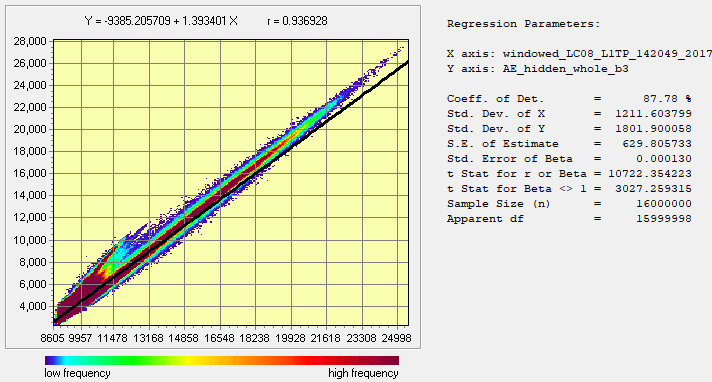 Y = -9385.205709 + 1.393401 X r = 0.936928
28,000
26,000
24,000
22,000
20,000
18,000
16,000
14,000
12,000
10,000
8,000
6,000
4,000
8605 9957 11478 13168 14858 16548 18238 19928 21618 23308 24998
low frequency high frequency
Regression Parameters:
X axis: windowed_LC08_L1TP_142049_2017
Y axis: AE_hidden_whole_b3
Coeff. of Det. = 87.78 %
Std. Dev. of X = 1211.603799
Std. Dev. of Y = 1801.900058
S.E. of Estimate = 629.805733
Std. Error of Beta = 0.000130
t Stat for r or Beta = 10722.354223
t Stat for Beta <> 1 = 3027.259315
Sample Size (n) = 16000000
Apparent df = 15999998